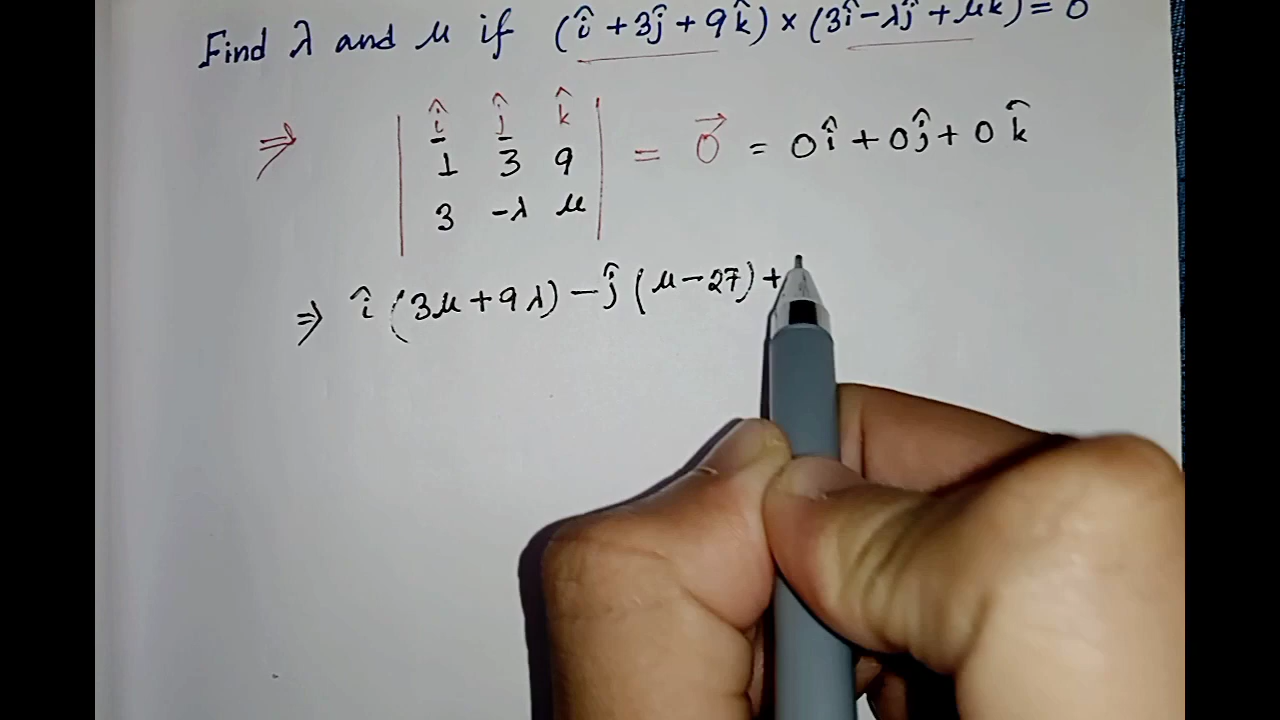 Find λ and μ if (î + 3ĵ + 9k̂) × (3î - λĵ + μk) = 0
⇒ | î ĵ k̂ |
| 1 3 9 | = 0⃗ = 0î + 0ĵ + 0k̂
| 3 -λ μ |
⇒ î (3μ + 9λ) - ĵ (μ - 27) +